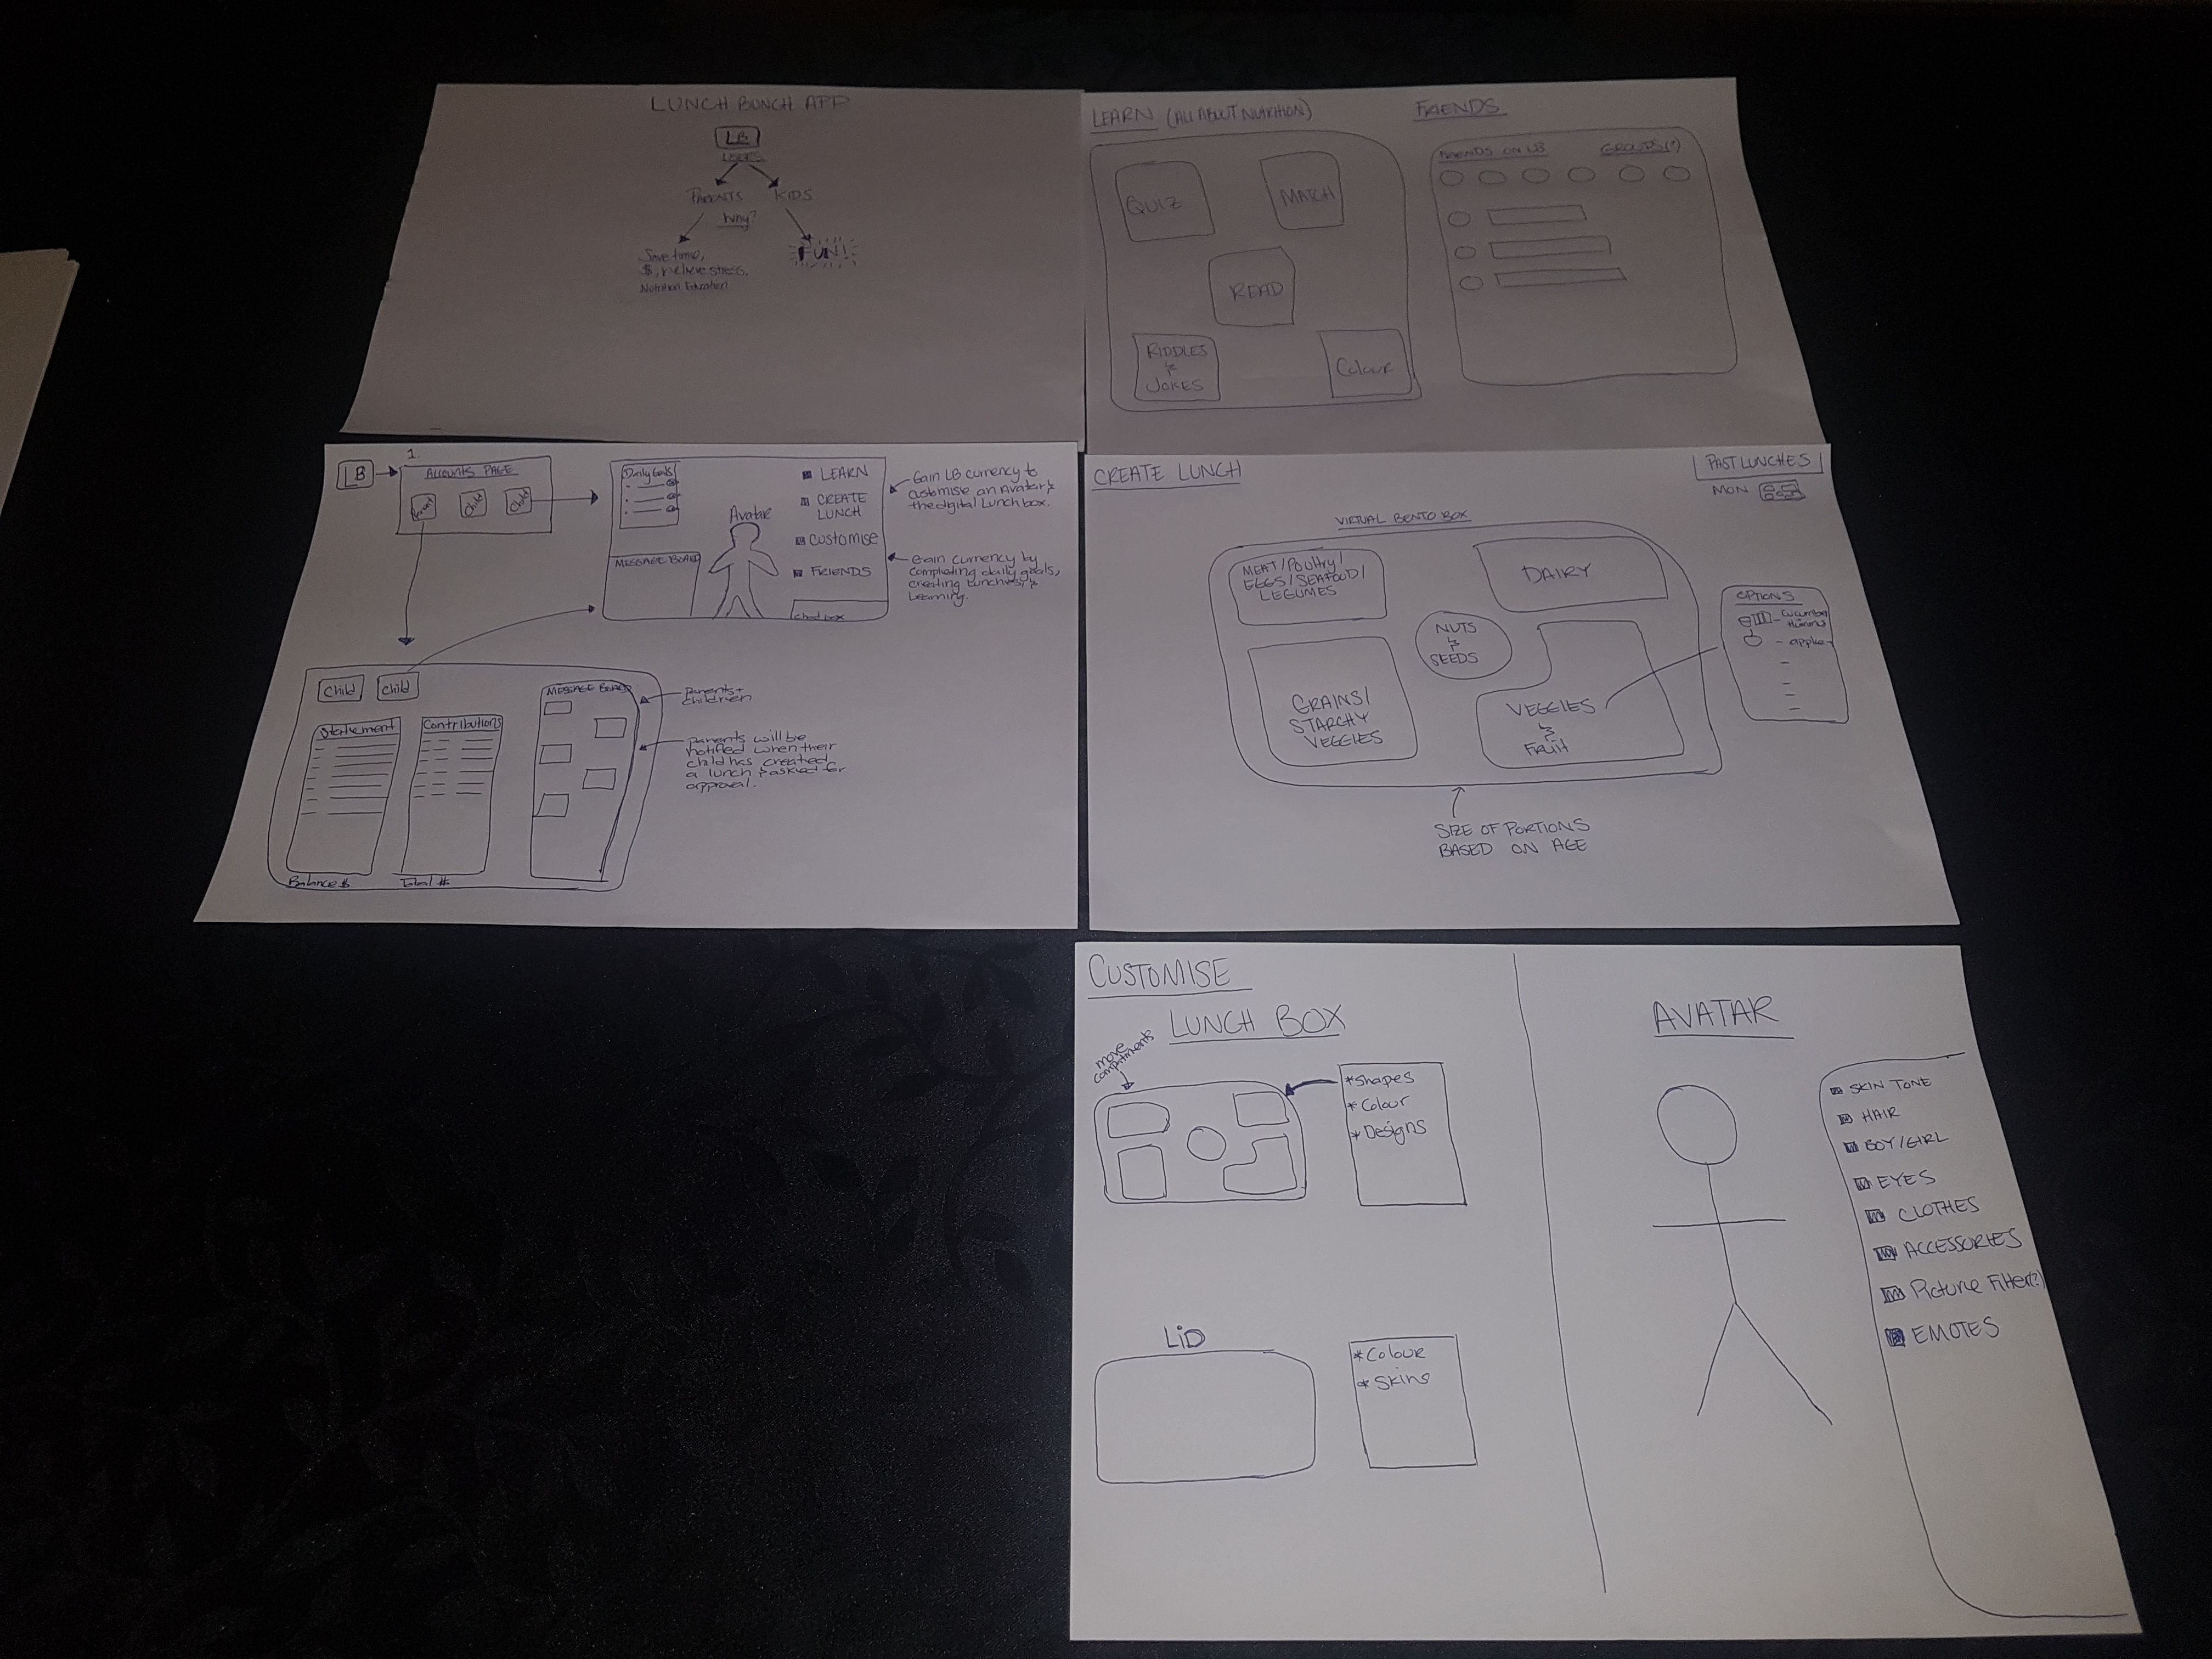 LUNCH BUNCH APP
LB
USERS
PARENTS KIDS
Why?
Save time,
$, relieve stress.
Nutrition Education
FUN!
LEARN (ALL ABOUT NUTRITION)
QUIZ
MATCH
READ
RIDDLES
&
JOKES
Colour
FRIENDS
FRIENDS ON LB
GROUPS(?)
LB
1.
ACCOUNTS PAGE
Parent
Child
Child
Daily Goals
MESSAGE BOARD
Avatar
LEARN
CREATE
LUNCH
CUSTOMISE
FRIENDS
Chat box
Gain LB currency to
customise an Avatar &
the digital Lunchbox.
Gain currency by
completing daily goals,
creating lunches, &
Learning.
Child
Child
Statement
Contributions
MESSAGE BOARD
Balance $
Total #
parents +
children
parents will be
notified when their
child has created
a lunch & asked for
approval.
CREATE LUNCH
PAST LUNCHES
MON
VIRTUAL BENTO BOX
MEAT/Poultry/
EGGS/SEAFOOD/
LEGUMES
DAIRY
NUTS
&
SEEDS
GRAINS/
STARCHY
VEGGIES
VEGGIES
&
Fruit
OPTIONS
- cucumber
Hummus
- apple
SIZE OF PORTIONS
BASED ON AGE
CUSTOMISE
LUNCH BOX
move
compartments
*Shapes
*Colour
*Designs
LiD
*Colour
*Skins
AVATAR
SKIN TONE
HAIR
BOY/GIRL
EYES
CLOTHES
ACCESSORIES
Picture Filter(?)
EMOTES